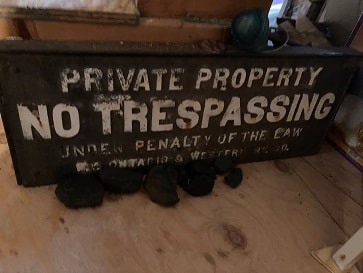 PRIVATE PROPERTY
NO TRESPASSING
UNDER PENALTY OF THE LAW
ONTARIO & WESTERN